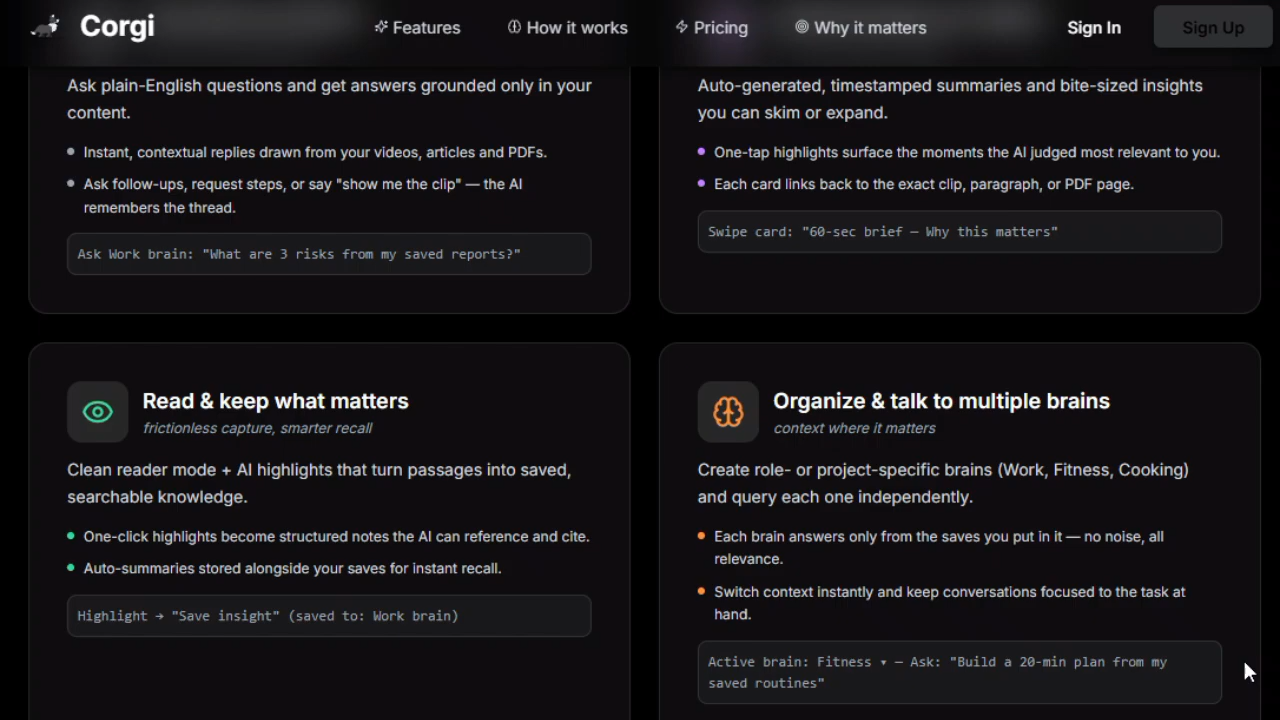 Corgi
Features
How it works
Pricing
Why it matters
Sign In
Sign Up
Ask plain-English questions and get answers grounded only in your
content.
Instant, contextual replies drawn from your videos, articles and PDFs.
Ask follow-ups, request steps, or say "show me the clip" — the AI
remembers the thread.
Ask Work brain: "What are 3 risks from my saved reports?"
Auto-generated, timestamped summaries and bite-sized insights
you can skim or expand.
One-tap highlights surface the moments the AI judged most relevant to you.
Each card links back to the exact clip, paragraph, or PDF page.
Swipe card: "60-sec brief — Why this matters"
Read & keep what matters
frictionless capture, smarter recall
Clean reader mode + AI highlights that turn passages into saved,
searchable knowledge.
One-click highlights become structured notes the AI can reference and cite.
Auto-summaries stored alongside your saves for instant recall.
Highlight → "Save insight" (saved to: Work brain)
Organize & talk to multiple brains
context where it matters
Create role- or project-specific brains (Work, Fitness, Cooking)
and query each one independently.
Each brain answers only from the saves you put in it — no noise, all
relevance.
Switch context instantly and keep conversations focused to the task at
hand.
Active brain: Fitness ▾ — Ask: "Build a 20-min plan from my
saved routines"